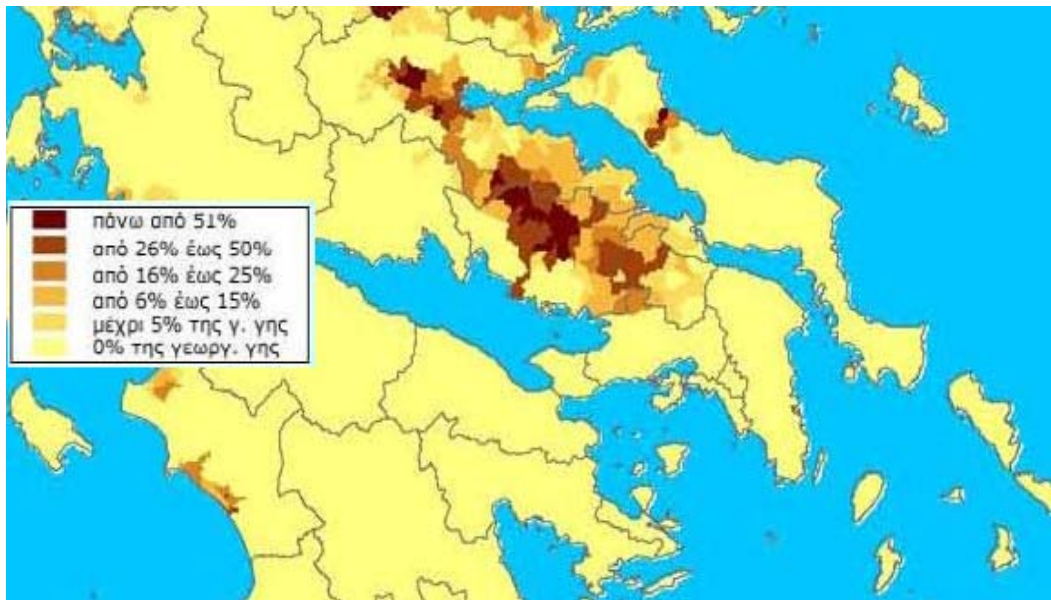 πάνω από 51%
από 26% έως 50%
από 16% έως 25%
από 6% έως 15%
μέχρι 5% της γ. γης
0% της γεωργ. γης